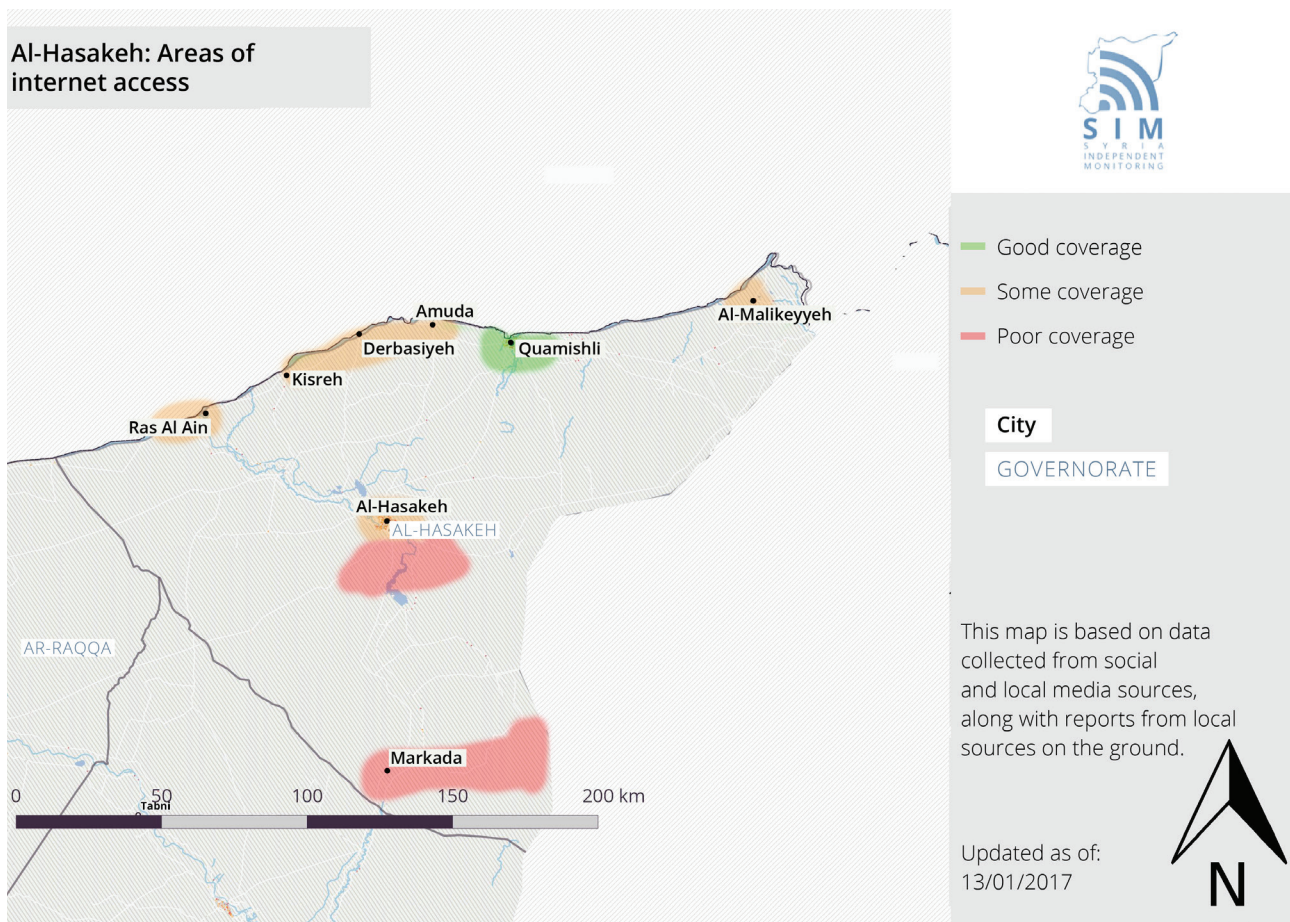 Al-Hasakeh: Areas of
internet access
SIM
SYRIA
INDEPENDENT
MONITORING
Good coverage
Some coverage
Poor coverage
City
GOVERNORATE
Amuda
Al-Malikeyyeh
Derbasiyeh
Quamishli
Kisreh
Ras Al Ain
Al-Hasakeh
AL-HASAKEH
AR-RAQQA
Markada
Tabni
0 50 100 150 200 km
This map is based on data
collected from social
and local media sources,
along with reports from local
sources on the ground.
Updated as of:
13/01/2017
N